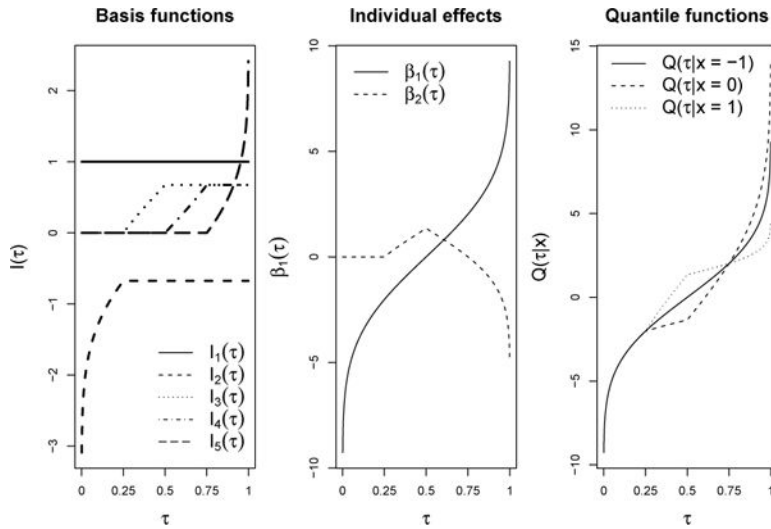 Basis functions
I(τ)
2
1
0
−1
−2
−3
I₁(τ)
I₂(τ)
I₃(τ)
I₄(τ)
I₅(τ)
0 0.25 0.5 0.75 1
τ
Individual effects
β₁(τ)
10
5
0
−5
−10
β₁(τ)
β₂(τ)
0 0.25 0.5 0.75 1
τ
Quantile functions
Q(τ|x)
15
10
5
0
−5
−10
Q(τ|x = −1)
Q(τ|x = 0)
Q(τ|x = 1)
0 0.25 0.5 0.75 1
τ